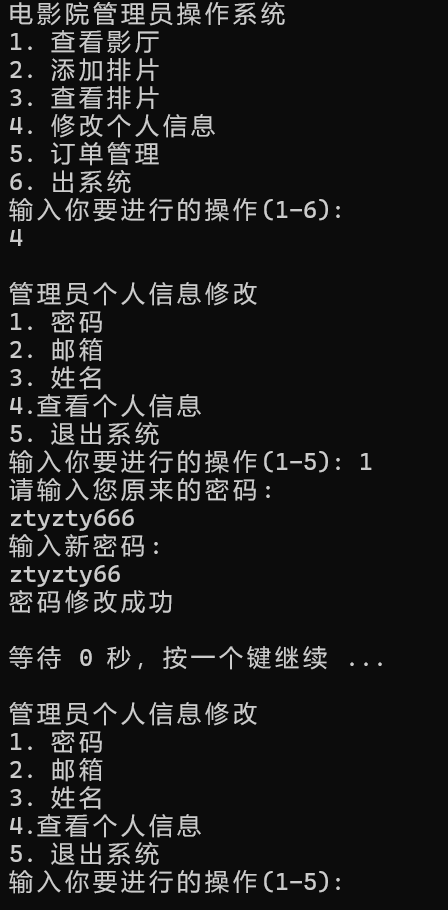 电影院管理员操作系统
1. 查看影厅
2. 添加排片
3. 查看排片
4. 修改个人信息
5. 订单管理
6. 出系统
输入你要进行的操作(1-6):
4
管理员个人信息修改
1. 密码
2. 邮箱
3. 姓名
4.查看个人信息
5. 退出系统
输入你要进行的操作(1-5): 1
请输入您原来的密码:
ztyzty666
输入新密码:
ztyzty66
密码修改成功
等待 0 秒, 按一个键继续 ...
管理员个人信息修改
1. 密码
2. 邮箱
3. 姓名
4.查看个人信息
5. 退出系统
输入你要进行的操作(1-5):